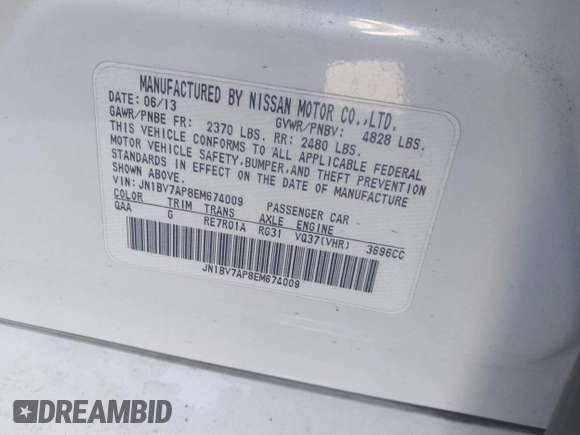 MANUFACTURED BY NISSAN MOTOR CO.,LTD.
DATE: 06/13 GVWR/PNBV: 4828 LBS.
GAWR/PNBE FR: 2370 LBS. RR: 2480 LBS.
THIS VEHICLE CONFORMS TO ALL APPLICABLE FEDERAL
MOTOR VEHICLE SAFETY,BUMPER,AND THEFT PREVENTION
STANDARDS IN EFFECT ON THE DATE OF MANUFACTURE
SHOWN ABOVE.
VIN: JN1BV7AP8EM674009 PASSENGER CAR
COLOR TRIM TRANS AXLE ENGINE
QAA G RE7R01A RG31 VQ37(VHR) 3696CC
JN1BV7AP8EM674009
DREAMBID